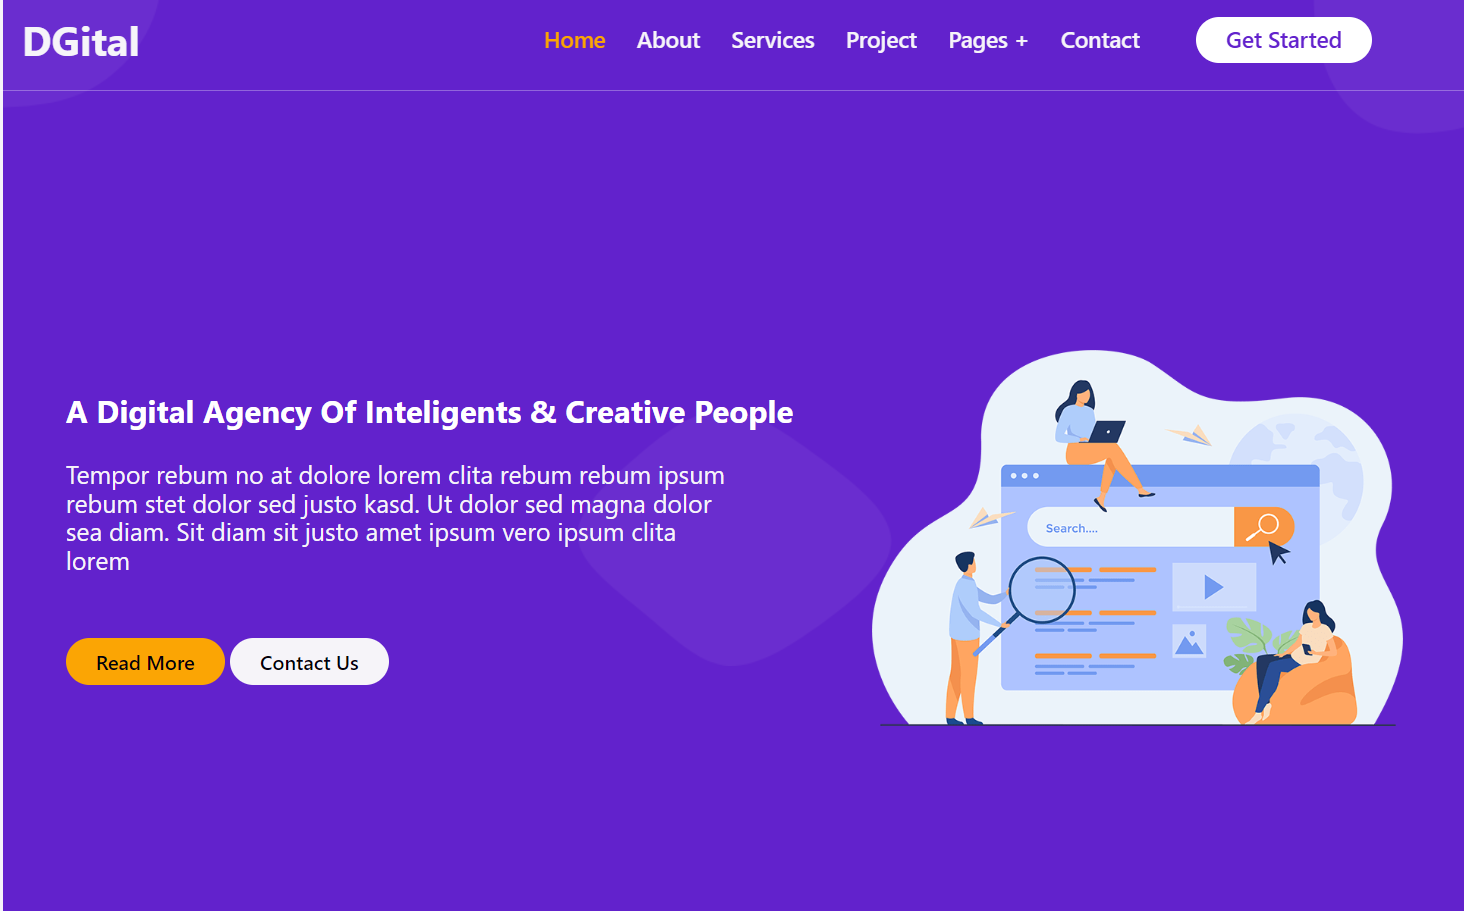 DGital
Home About Services Project Pages + Contact Get Started
A Digital Agency Of Inteligents & Creative People
Tempor rebum no at dolore lorem clita rebum rebum ipsum
rebum stet dolor sed justo kasd. Ut dolor sed magna dolor
sea diam. Sit diam sit justo amet ipsum vero ipsum clita
lorem
Read More Contact Us
Search....